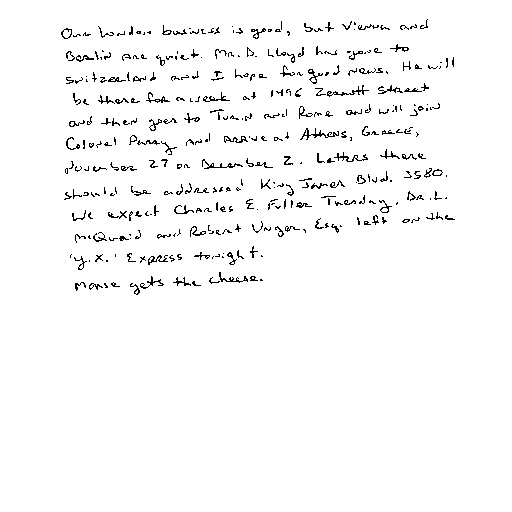 Our London business is good, but Vienna and
Berlin are quiet. Mr. D. Lloyd has gone to
Switzerland and I hope for good news. He will
be there for a week at 1496 Zermott Street
and then goes to Turin and Rome and will join
Colonel Parry and arrive at Athens, Greece,
November 27 or December 2. Letters there
should be addressed King James Blvd. 3580.
We expect Charles E. Fuller Tuesday. Dr. L.
McQuaid and Robert Unger, Esq. left on the
'Y.X.' Express tonight.
Mouse gets the cheese.